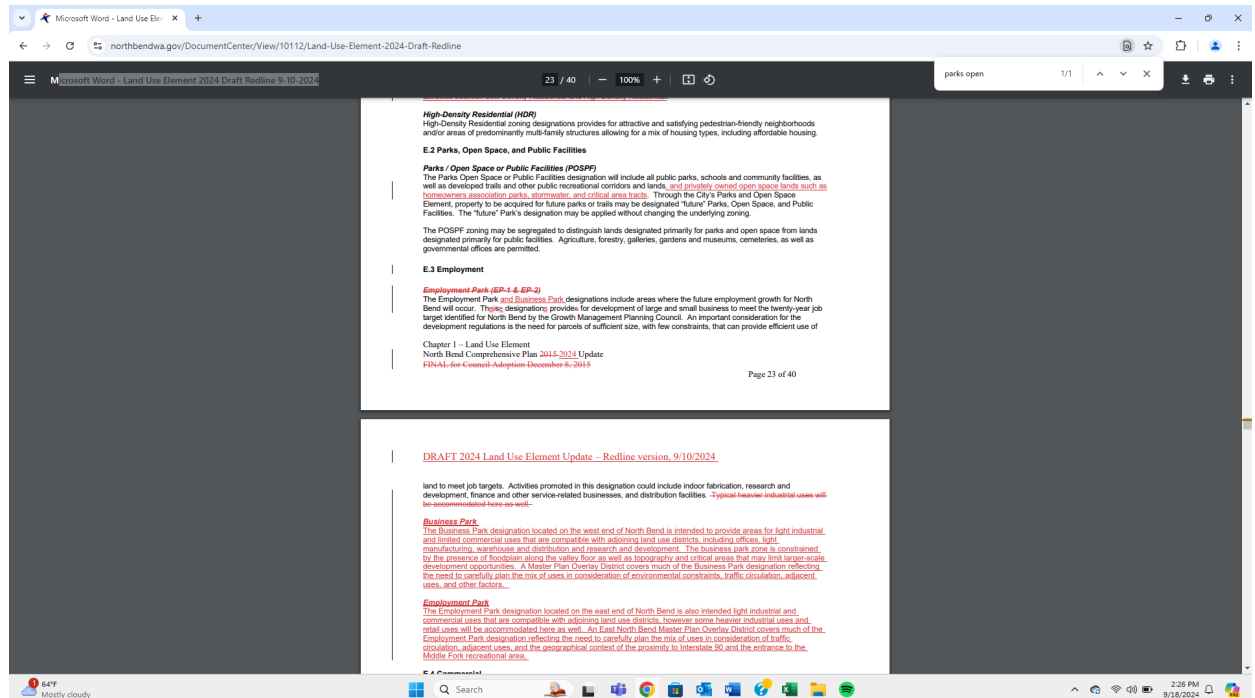 Microsoft Word - Land Use Eler
northbendwa.gov/DocumentCenter/View/10112/Land-Use-Element-2024-Draft-Redline
Microsoft Word - Land Use Element 2024 Draft Redline 9-10-2024
23 / 40
100%
parks open
1/1
High-Density Residential (HDR)
High-Density Residential zoning designations provides for attractive and satisfying pedestrian-friendly neighborhoods
and/or areas of predominantly multi-family structures allowing for a mix of housing types, including affordable housing.
E.2 Parks, Open Space, and Public Facilities
Parks / Open Space or Public Facilities (POSPF)
The Parks Open Space or Public Facilities designation will include all public parks, schools and community facilities, as
well as developed trails and other public recreational corridors and lands, and privately owned open space lands such as
homeowners association parks, stormwater, and critical area tracts. Through the City's Parks and Open Space
Element, property to be acquired for future parks or trails may be designated "future" Parks, Open Space, and Public
Facilities. The "future" Park's designation may be applied without changing the underlying zoning.
The POSPF zoning may be segregated to distinguish lands designated primarily for parks and open space from lands
designated primarily for public facilities. Agriculture, forestry, galleries, gardens and museums, cemeteries, as well as
governmental offices are permitted.
E.3 Employment
Employment Park (EP-1 & EP-2)
The Employment Park and Business Park designations include areas where the future employment growth for North
Bend will occur. Theise designations provides for development of large and small business to meet the twenty-year job
target identified for North Bend by the Growth Management Planning Council. An important consideration for the
development regulations is the need for parcels of sufficient size, with few constraints, that can provide efficient use of
Chapter 1 – Land Use Element
North Bend Comprehensive Plan 2015 2024 Update
FINAL for Council Adoption December 8, 2015
Page 23 of 40
DRAFT 2024 Land Use Element Update – Redline version, 9/10/2024
land to meet job targets. Activities promoted in this designation could include indoor fabrication, research and
development, finance and other service-related businesses, and distribution facilities. Typical heavier industrial uses will
be accommodated here as well.
Business Park
The Business Park designation located on the west end of North Bend is intended to provide areas for light industrial
and limited commercial uses that are compatible with adjoining land use districts, including offices, light
manufacturing, warehouse and distribution and research and development. The business park zone is constrained
by the presence of floodplain along the valley floor as well as topography and critical areas that may limit larger-scale
development opportunities. A Master Plan Overlay District covers much of the Business Park designation reflecting
the need to carefully plan the mix of uses in consideration of environmental constraints, traffic circulation, adjacent
uses, and other factors.
Employment Park
The Employment Park designation located on the east end of North Bend is also intended light industrial and
commercial uses that are compatible with adjoining land use districts, however some heavier industrial uses and
retail uses will be accommodated here as well. An East North Bend Master Plan Overlay District covers much of the
Employment Park designation reflecting the need to carefully plan the mix of uses in consideration of traffic
circulation, adjacent uses, and the geographical context of the proximity to Interstate 90 and the entrance to the
Middle Fork recreational area.
E.4 Commercial
1
64°F
Mostly cloudy
Search
2:26 PM
9/18/2024